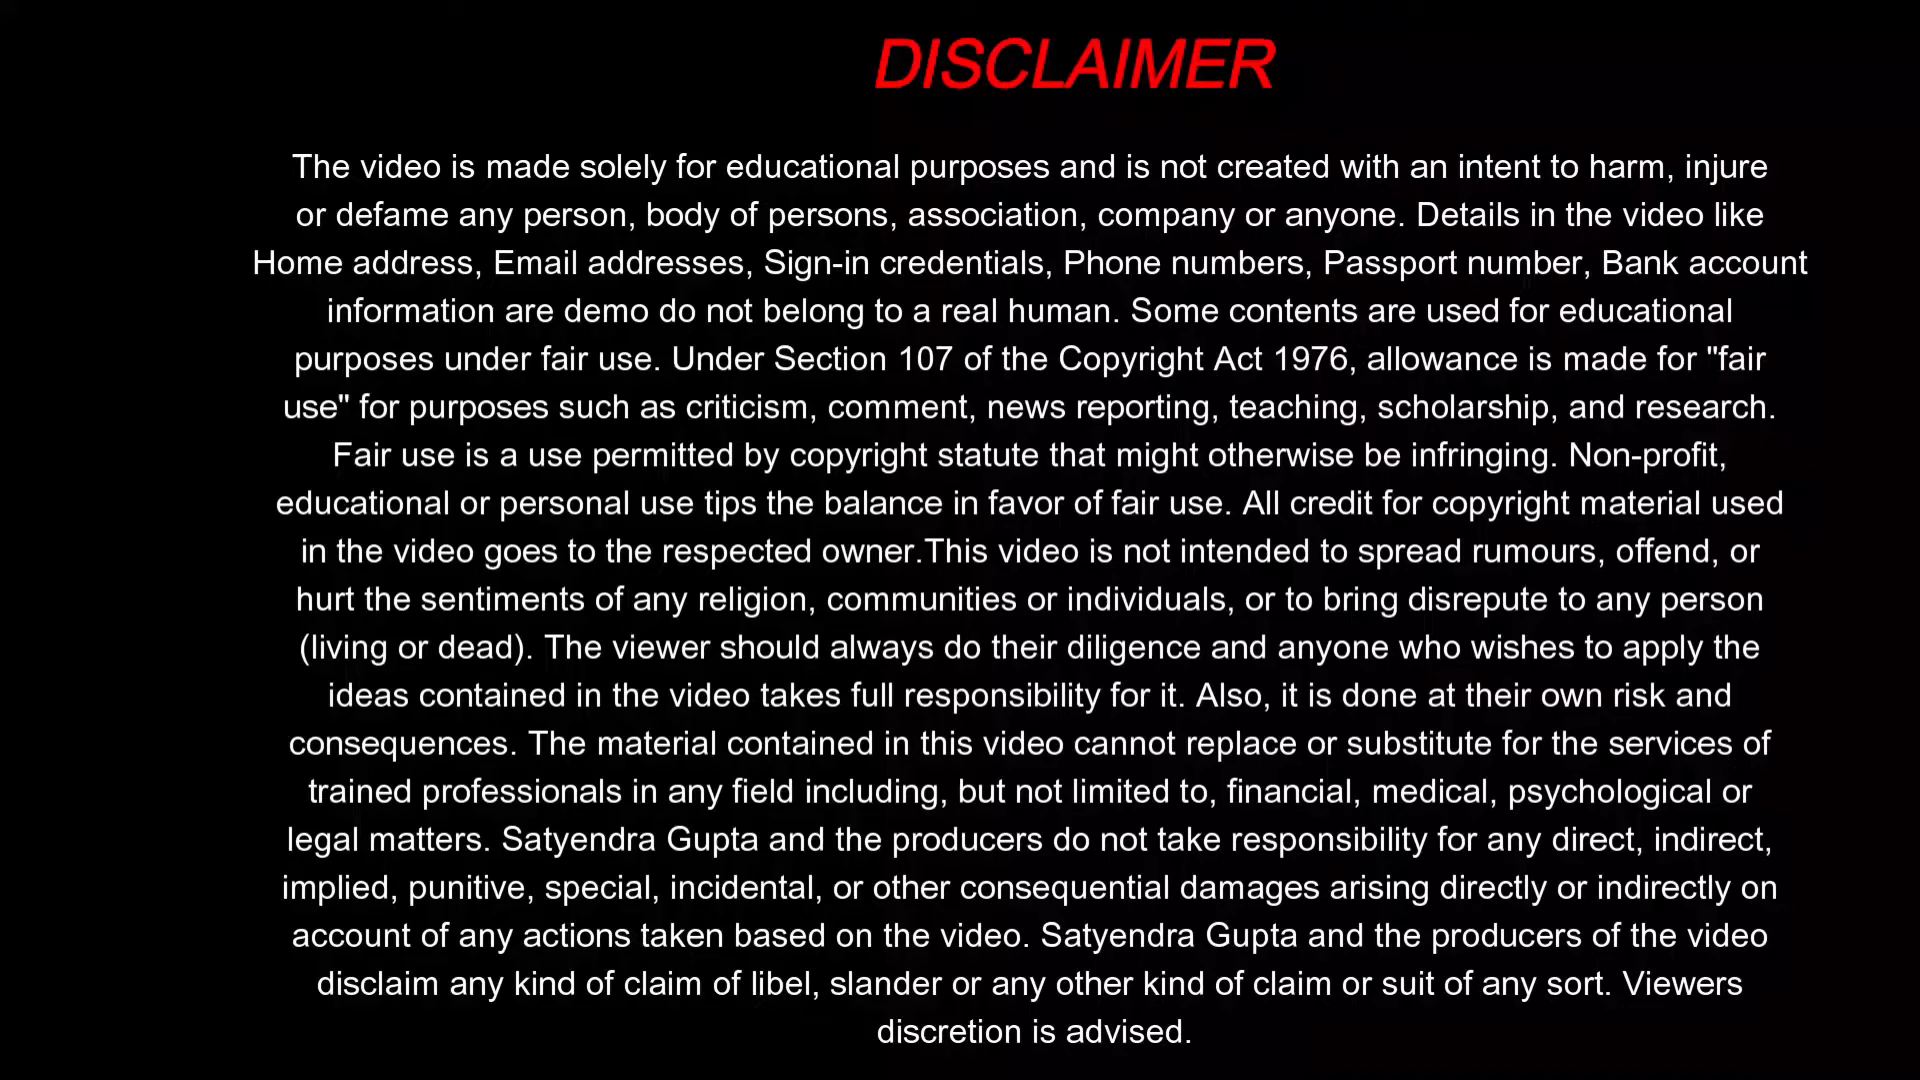 DISCLAIMER
The video is made solely for educational purposes and is not created with an intent to harm, injure
or defame any person, body of persons, association, company or anyone. Details in the video like
Home address, Email addresses, Sign-in credentials, Phone numbers, Passport number, Bank account
information are demo do not belong to a real human. Some contents are used for educational
purposes under fair use. Under Section 107 of the Copyright Act 1976, allowance is made for "fair
use" for purposes such as criticism, comment, news reporting, teaching, scholarship, and research.
Fair use is a use permitted by copyright statute that might otherwise be infringing. Non-profit,
educational or personal use tips the balance in favor of fair use. All credit for copyright material used
in the video goes to the respected owner.This video is not intended to spread rumours, offend, or
hurt the sentiments of any religion, communities or individuals, or to bring disrepute to any person
(living or dead). The viewer should always do their diligence and anyone who wishes to apply the
ideas contained in the video takes full responsibility for it. Also, it is done at their own risk and
consequences. The material contained in this video cannot replace or substitute for the services of
trained professionals in any field including, but not limited to, financial, medical, psychological or
legal matters. Satyendra Gupta and the producers do not take responsibility for any direct, indirect,
implied, punitive, special, incidental, or other consequential damages arising directly or indirectly on
account of any actions taken based on the video. Satyendra Gupta and the producers of the video
disclaim any kind of claim of libel, slander or any other kind of claim or suit of any sort. Viewers
discretion is advised.